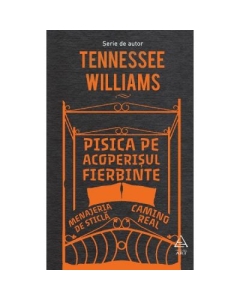 Serie de autor
TENNESSEE
WILLIAMS
PISICA PE
ACOPERIȘUL
FIERBINTE
MENAJERIA
DE STICLĂ
CAMINO
REAL
ART